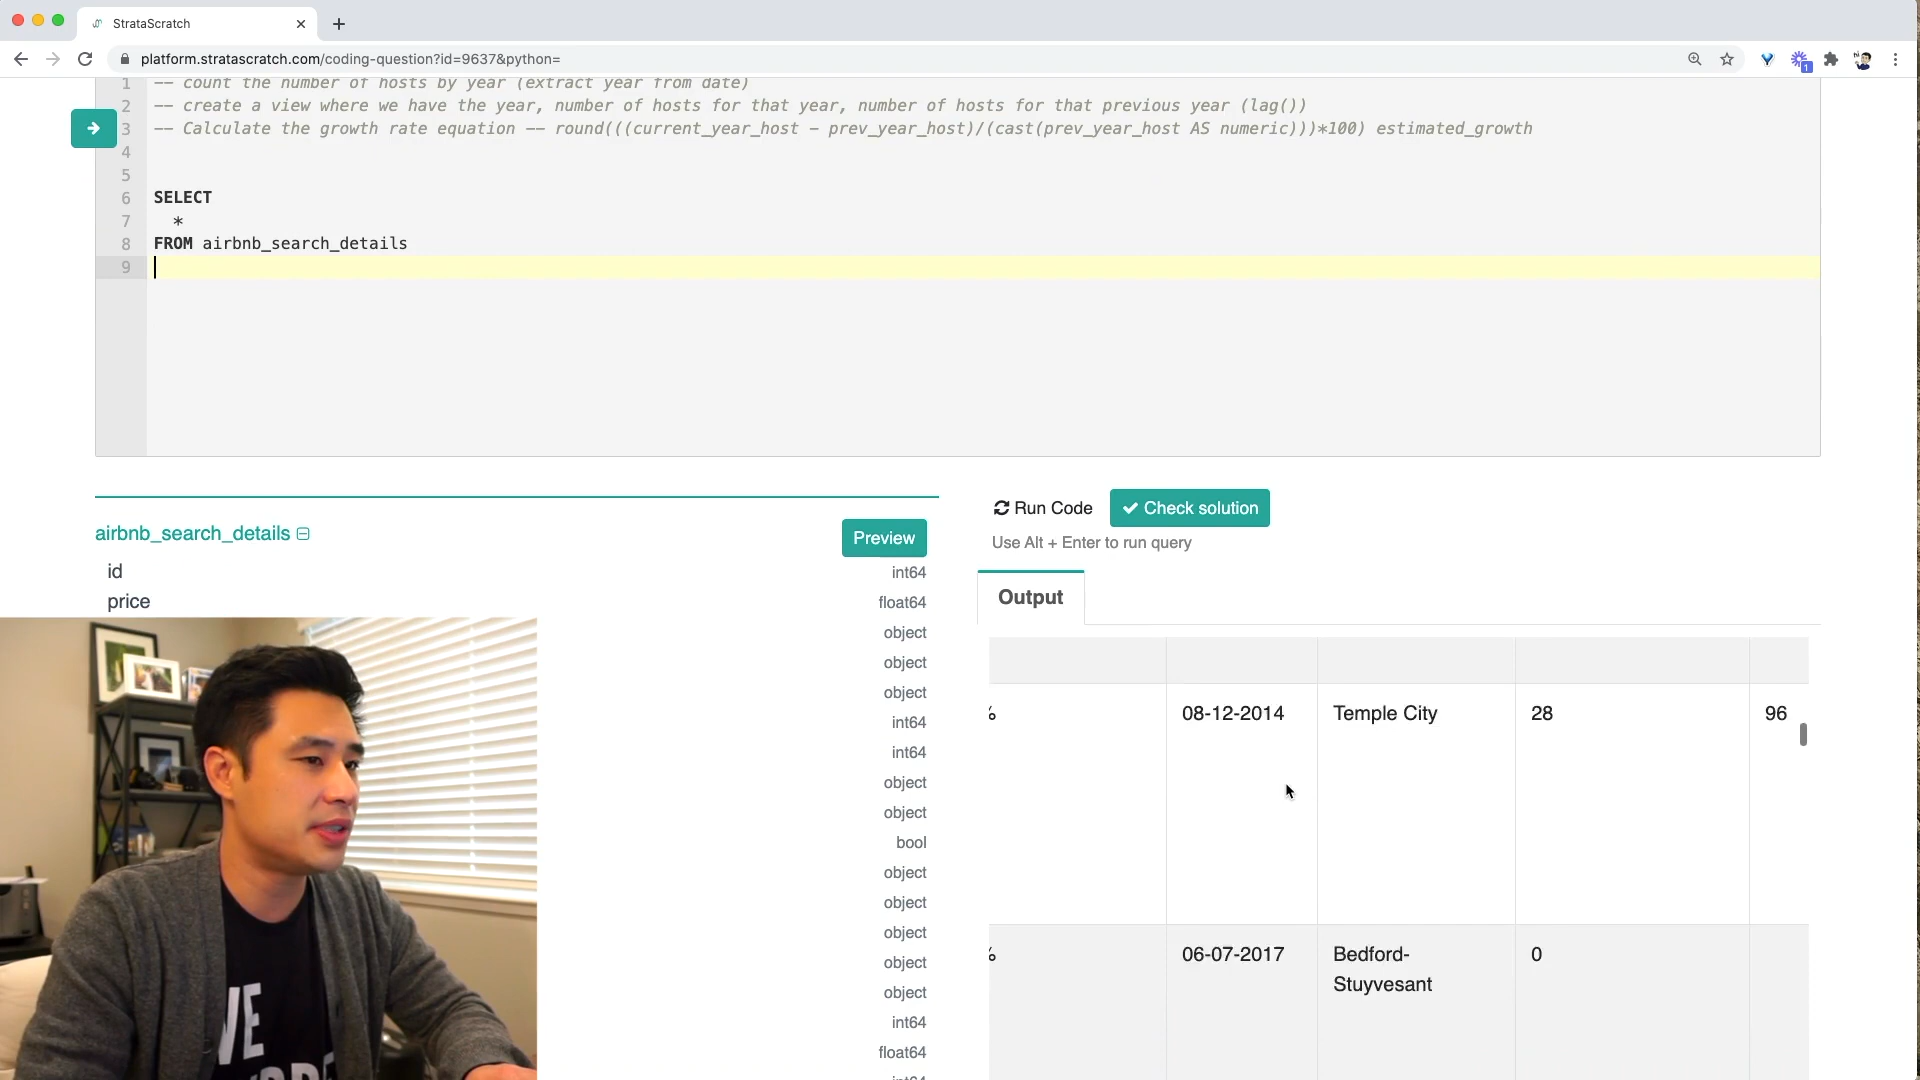 StrataScratch
platform.stratascratch.com/coding-question?id=9637&python=
1
1 -- count the number of hosts by year (extract year from date)
2 -- create a view where we have the year, number of hosts for that year, number of hosts for that previous year (lag())
3 -- Calculate the growth rate equation -- round(((current_year_host - prev_year_host)/(cast(prev_year_host AS numeric)))*100) estimated_growth
4
5
6 SELECT
7 *
8 FROM airbnb_search_details
9
Run Code
Check solution
Use Alt + Enter to run query
airbnb_search_details
Preview
id int64
price float64
object
object
object
int64
int64
object
object
bool
object
object
object
object
object
int64
float64
Output
% 08-12-2014 Temple City 28 96
% 06-07-2017 Bedford-
Stuyvesant 0